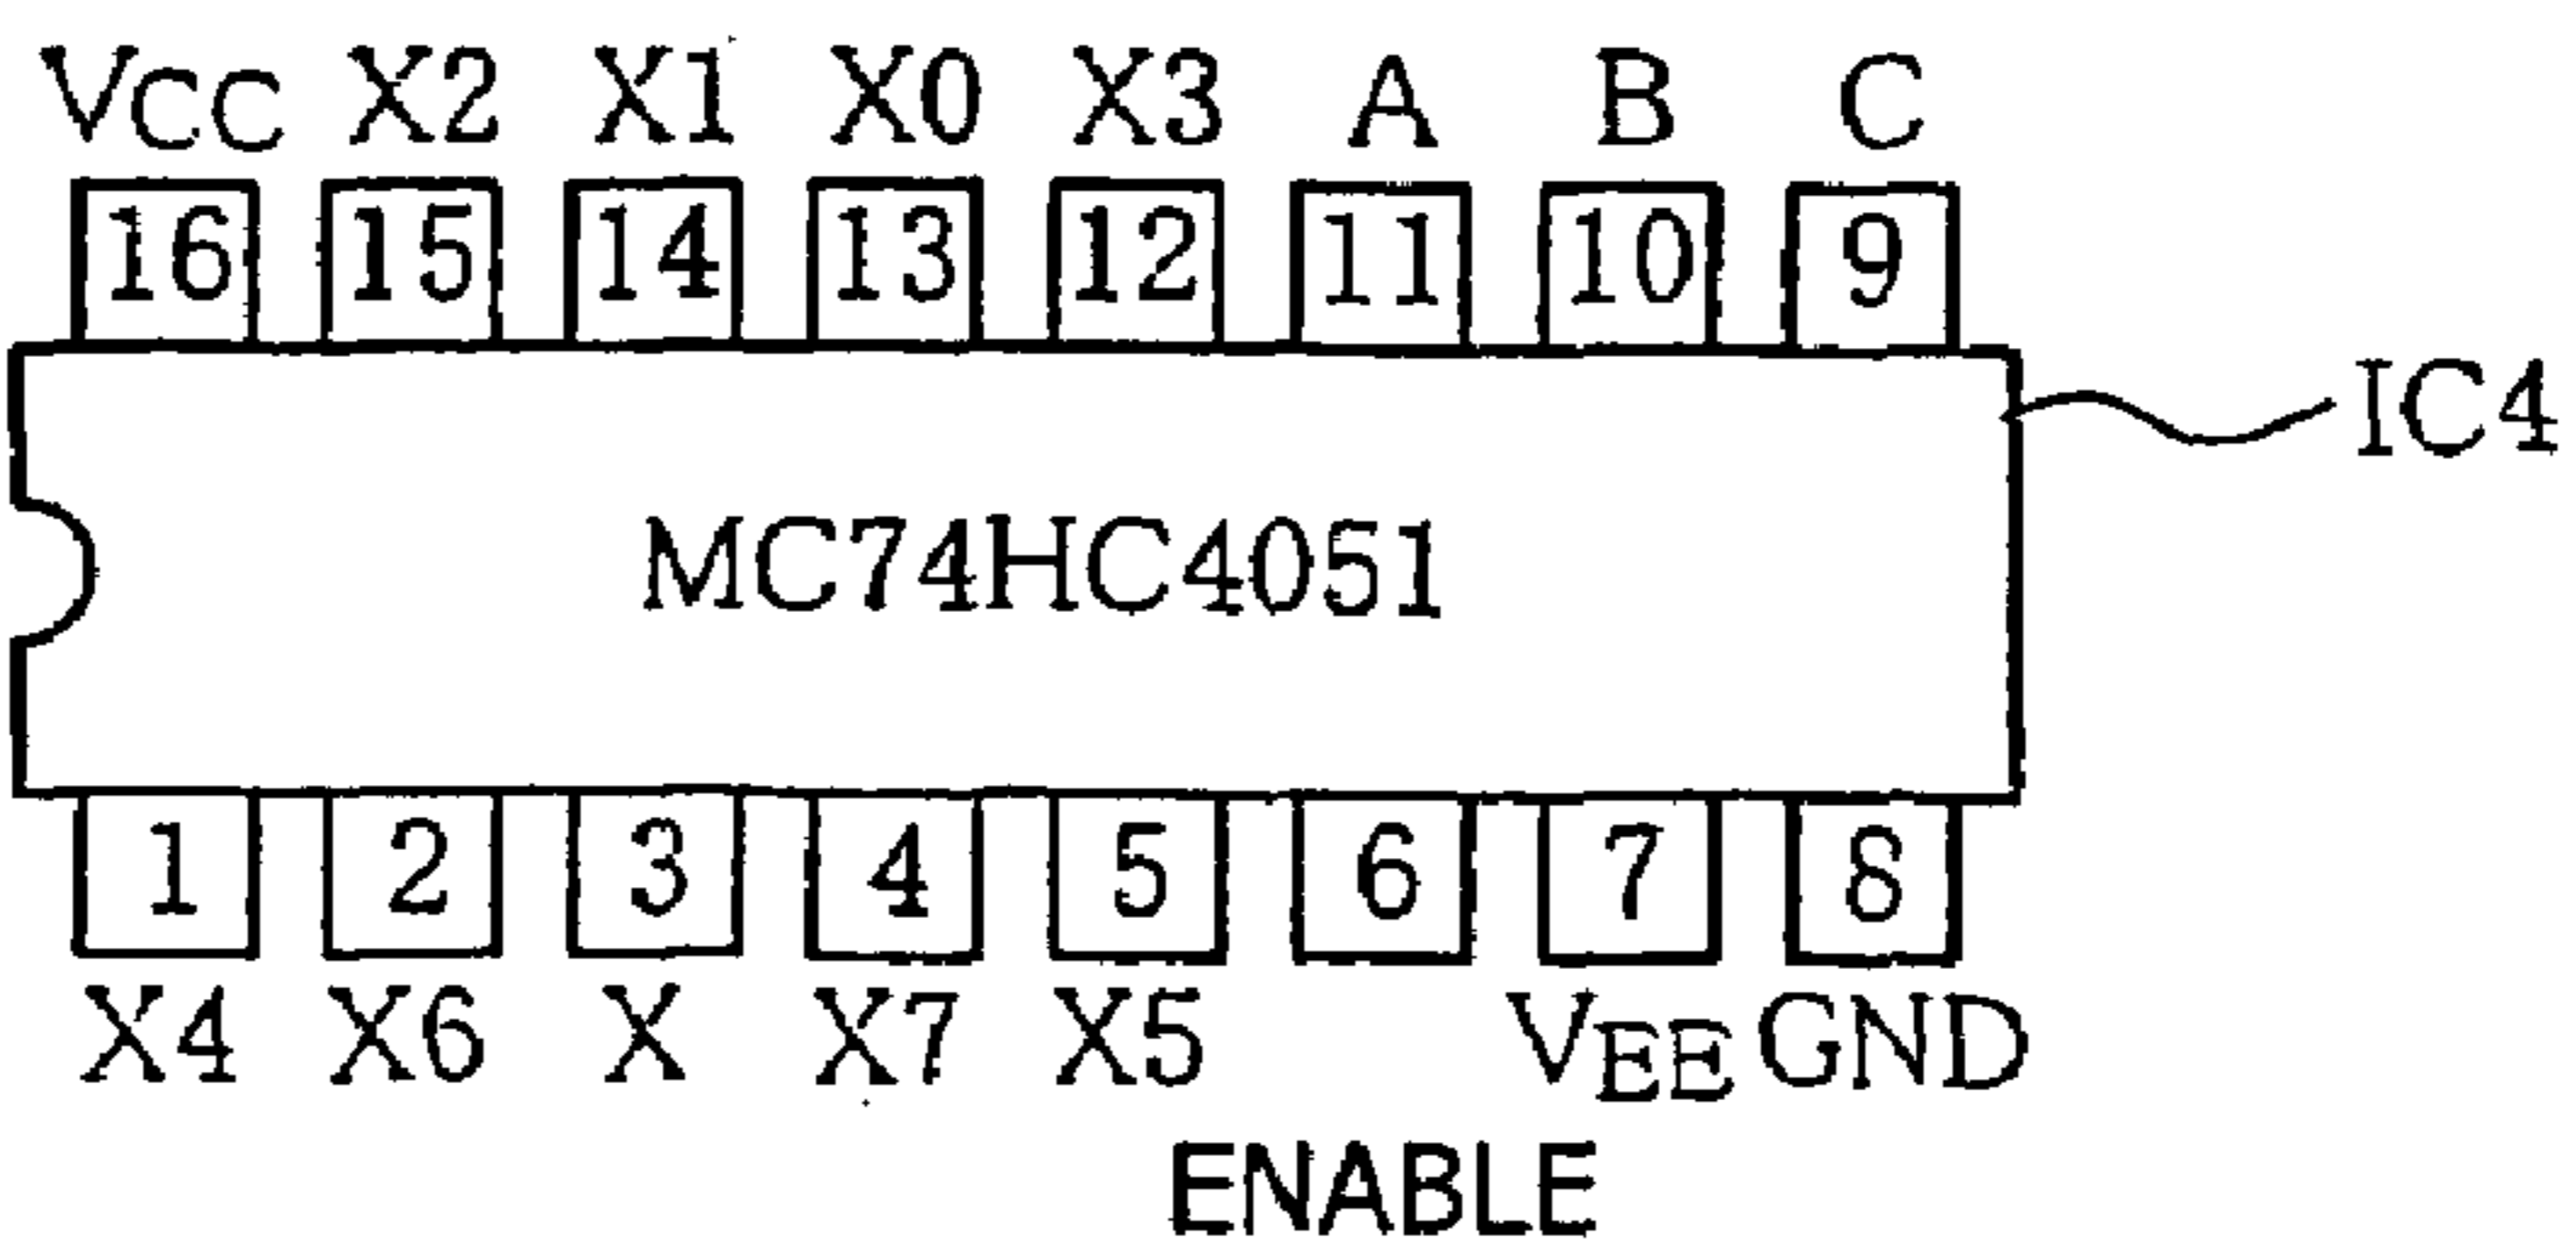 VCC X2 X1 X0 X3 A B C
16 15 14 13 12 11 10 9
IC4
MC74HC4051
1 2 3 4 5 6 7 8
X4 X6 X X7 X5 VEE GND
ENABLE